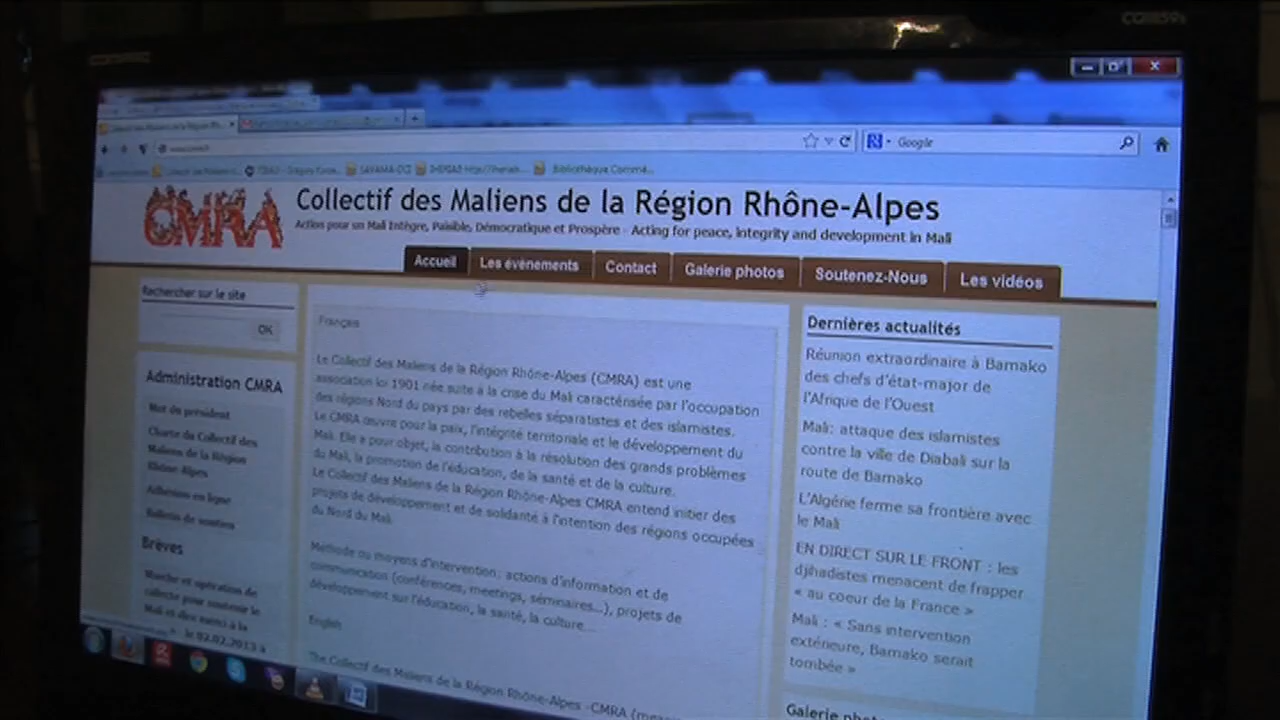 Google
CMRA
Collectif des Maliens de la Région Rhône-Alpes
Action pour un Mali Intègre, Paisible, Démocratique et Prospère - Acting for peace, integrity and development in Mali
Accueil
Les événements
Contact
Galerie photos
Soutenez-Nous
Les vidéos
Rechercher sur le site
OK
Administration CMRA
Mot du président
Charte du Collectif des
Maliens de la Région
Rhône Alpes
Adhésion en ligne
Bulletin de soutien
Brèves
Marche et opération de
collecte pour soutenir le
Mali et
le 02.02.2013 à
Français
Le Collectif des Maliens de la Région Rhône-Alpes (CMRA) est une
association loi 1901 née suite à la crise du Mali caractérisée par l'occupation
des régions Nord du pays par des rebelles séparatistes et des islamistes.
Le CMRA œuvre pour la paix, l'intégrité territoriale et le développement du
Mali. Elle a pour objet, la contribution à la résolution des grands problèmes
du Mali, la promotion de l'éducation, de la santé et de la culture.
Le Collectif des Maliens de la Région Rhône-Alpes CMRA entend initier des
projets de développement et de solidarité à l'intention des régions occupées
du Nord du Mali.
Méthode ou moyens d'intervention: actions d'information et de
communication (conférences, meetings, séminaires...), projets de
développement sur l'éducation, la santé, la culture...
English
The Collectif des Maliens de la Région Rhône-Alpes -CMRA
Dernières actualités
Réunion extraordinaire à Bamako
des chefs d'état-major de
l'Afrique de l'Ouest
Mali: attaque des islamistes
contre la ville de Diabali sur la
route de Bamako
L'Algérie ferme sa frontière avec
le Mali
EN DIRECT SUR LE FRONT : les
djihadistes menacent de frapper
« au coeur de la France »
Mali : « Sans intervention
extérieure, Bamako serait
tombée »
Galerie